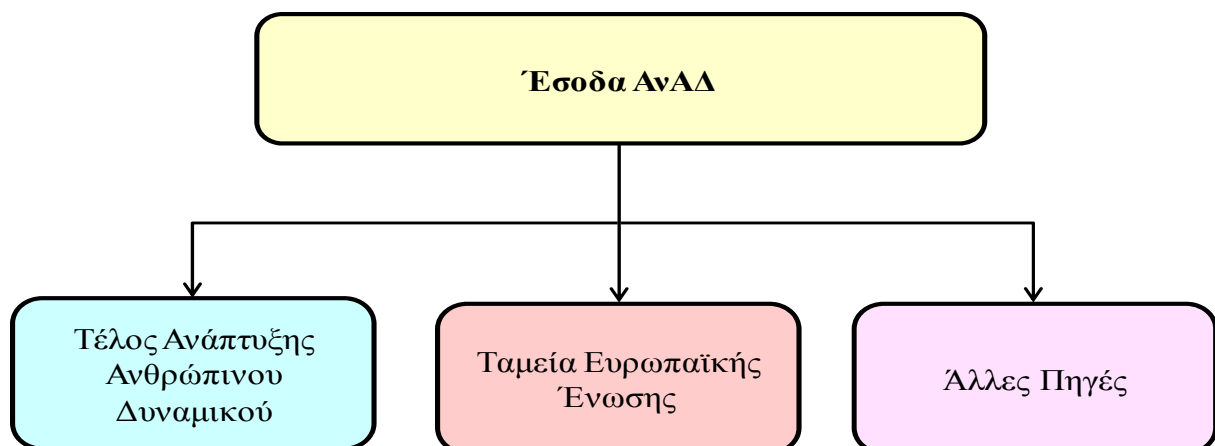 Έσοδα ΑνΑΔ
Τέλος Ανάπτυξης
Ανθρώπινου
Δυναμικού
Ταμεία Ευρωπαϊκής
Ένωσης
Άλλες Πηγές